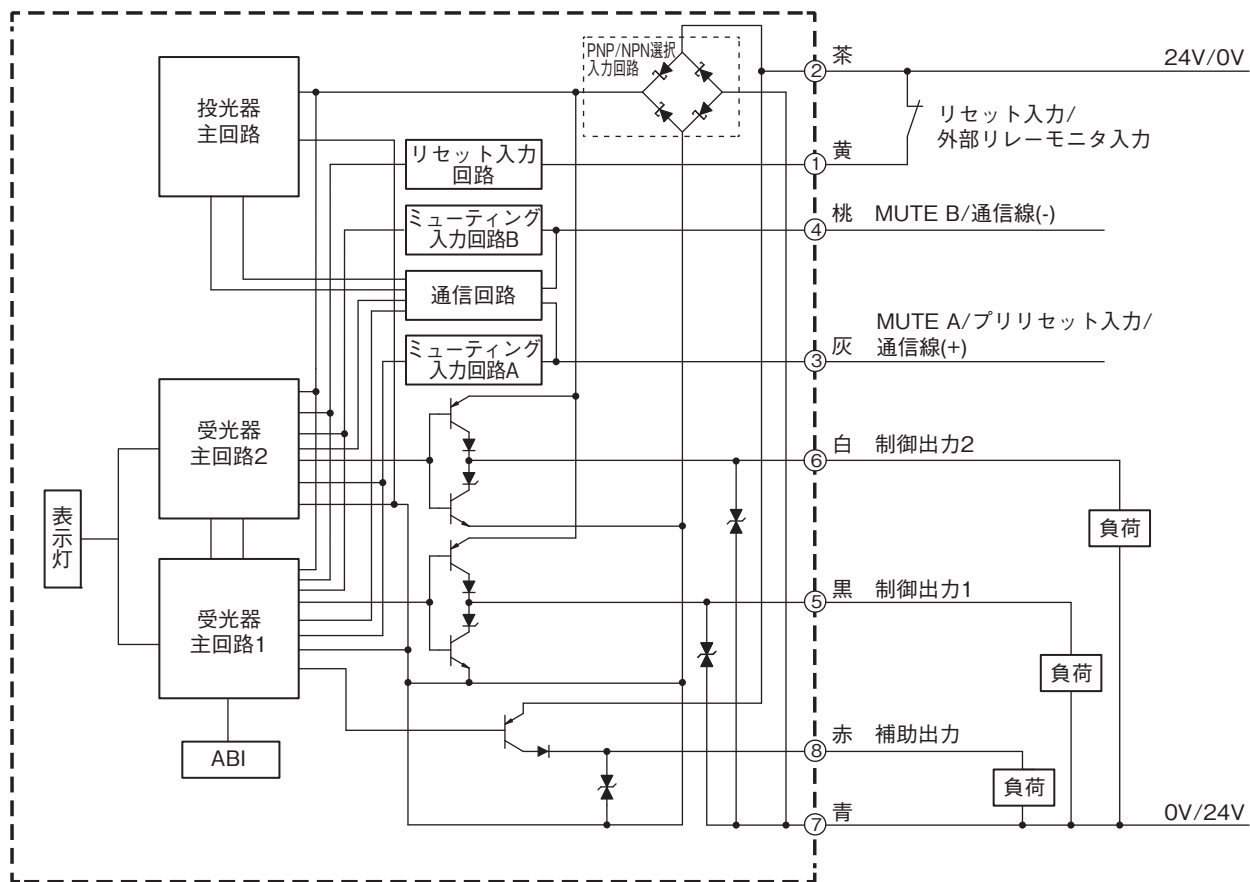 PNP/NPN選択
入力回路
② 茶
24V/0V
投光器
主回路
リセット入力/
外部リレーモニタ入力
① 黄
リセット入力
回路
ミューティング
入力回路B
④ 桃 MUTE B/通信線(-)
通信回路
MUTE A/プリリセット入力/
通信線(+)
③ 灰
ミューティング
入力回路A
受光器
主回路2
⑥ 白 制御出力2
負荷
表示灯
受光器
主回路1
⑤ 黒 制御出力1
負荷
ABI
⑧ 赤 補助出力
負荷
⑦ 青
0V/24V